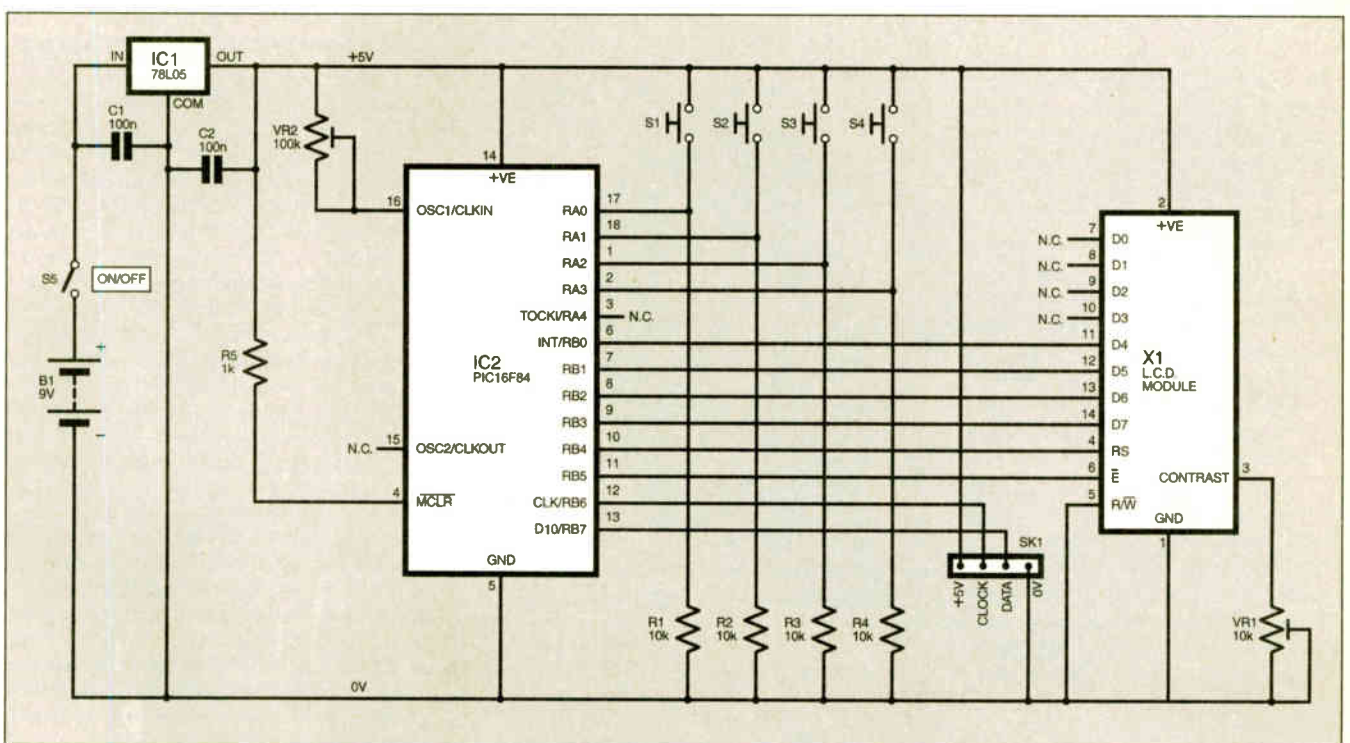 IN
IC1
78L05
OUT
COM
+5V
C1
100n
C2
100n
VR2
100k
S1
S2
S3
S4
14
+VE
16
OSC1/CLKIN
RA0
17
RA1
18
RA2
1
RA3
2
TOCKI/RA4
3
N.C.
INT/RB0
6
IC2
PIC16F84
RB1
7
RB2
8
RB3
9
N.C.
15
OSC2/CLKOUT
RB4
10
RB5
11
4
MCLR
CLK/RB6
12
D10/RB7
13
GND
5
S5
ON/OFF
R5
1k
B1
9V
+
-
2
+VE
N.C.
7
D0
N.C.
8
D1
N.C.
9
D2
N.C.
10
D3
11
D4
12
D5
X1
L.C.D.
MODULE
13
D6
14
D7
4
RS
6
E
CONTRAST
3
5
R/W
GND
1
SK1
+5V
CLOCK
DATA
0V
R1
10k
R2
10k
R3
10k
R4
10k
VR1
10k
0V